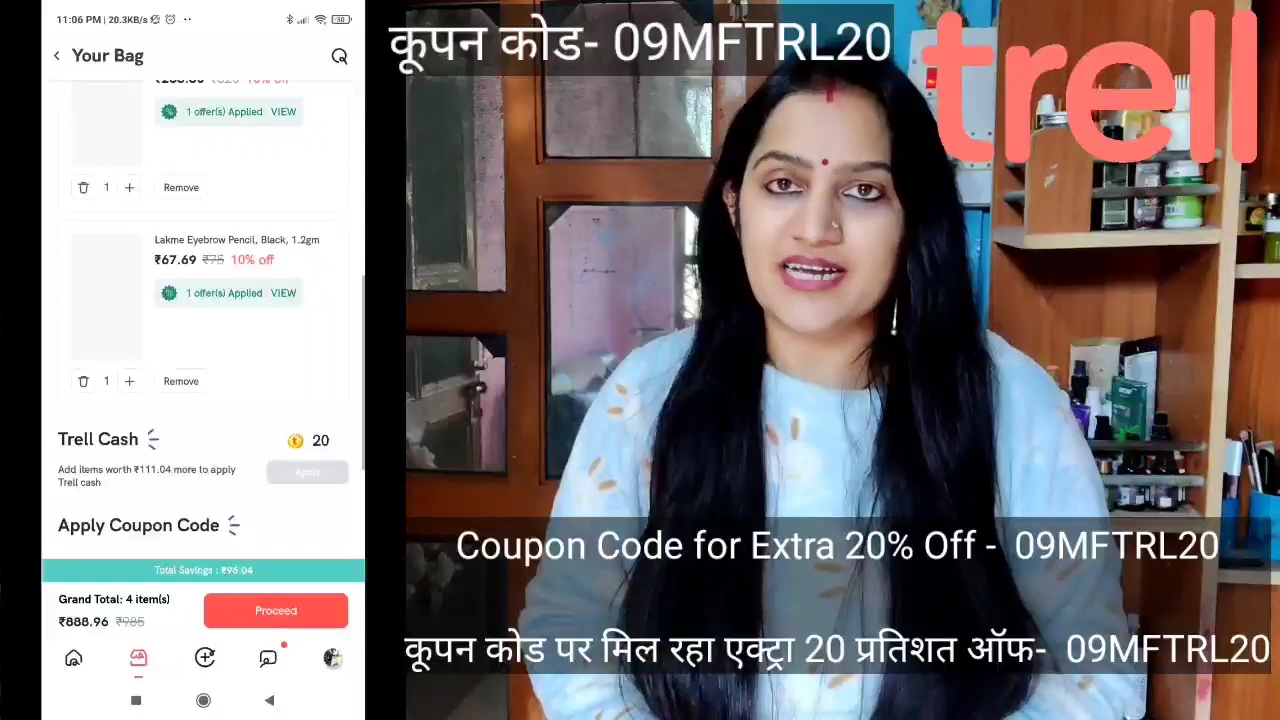 11:06 PM | 20.3KB/s
30
Your Bag
10% off
1 offer(s) Applied VIEW
1
Remove
Lakme Eyebrow Pencil, Black, 1.2gm
₹67.69 ₹75 10% off
1 offer(s) Applied VIEW
1
Remove
Trell Cash
20
Add items worth ₹111.04 more to apply
Trell cash
Apply
Apply Coupon Code
Total Savings : ₹96.04
Grand Total: 4 item(s)
₹888.96 ₹985
Proceed
कूपन कोड- 09MFTRL20
trell
Coupon Code for Extra 20% Off - 09MFTRL20
कूपन कोड पर मिल रहा एक्ट्रा 20 प्रतिशत ऑफ- 09MFTRL20